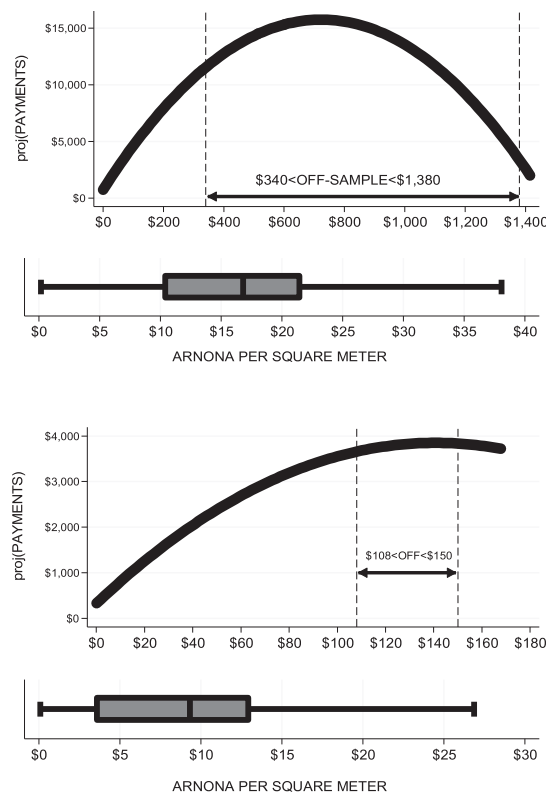 $15,000
$10,000
$5,000
$0
proj(PAYMENTS)
$340<OFF-SAMPLE<$1,380
$0 $200 $400 $600 $800 $1,000 $1,200 $1,400
$0 $5 $10 $15 $20 $25 $30 $35 $40
ARNONA PER SQUARE METER
$4,000
$3,000
$2,000
$1,000
$0
proj(PAYMENTS)
$108<OFF<$150
$0 $20 $40 $60 $80 $100 $120 $140 $160 $180
$0 $5 $10 $15 $20 $25 $30
ARNONA PER SQUARE METER